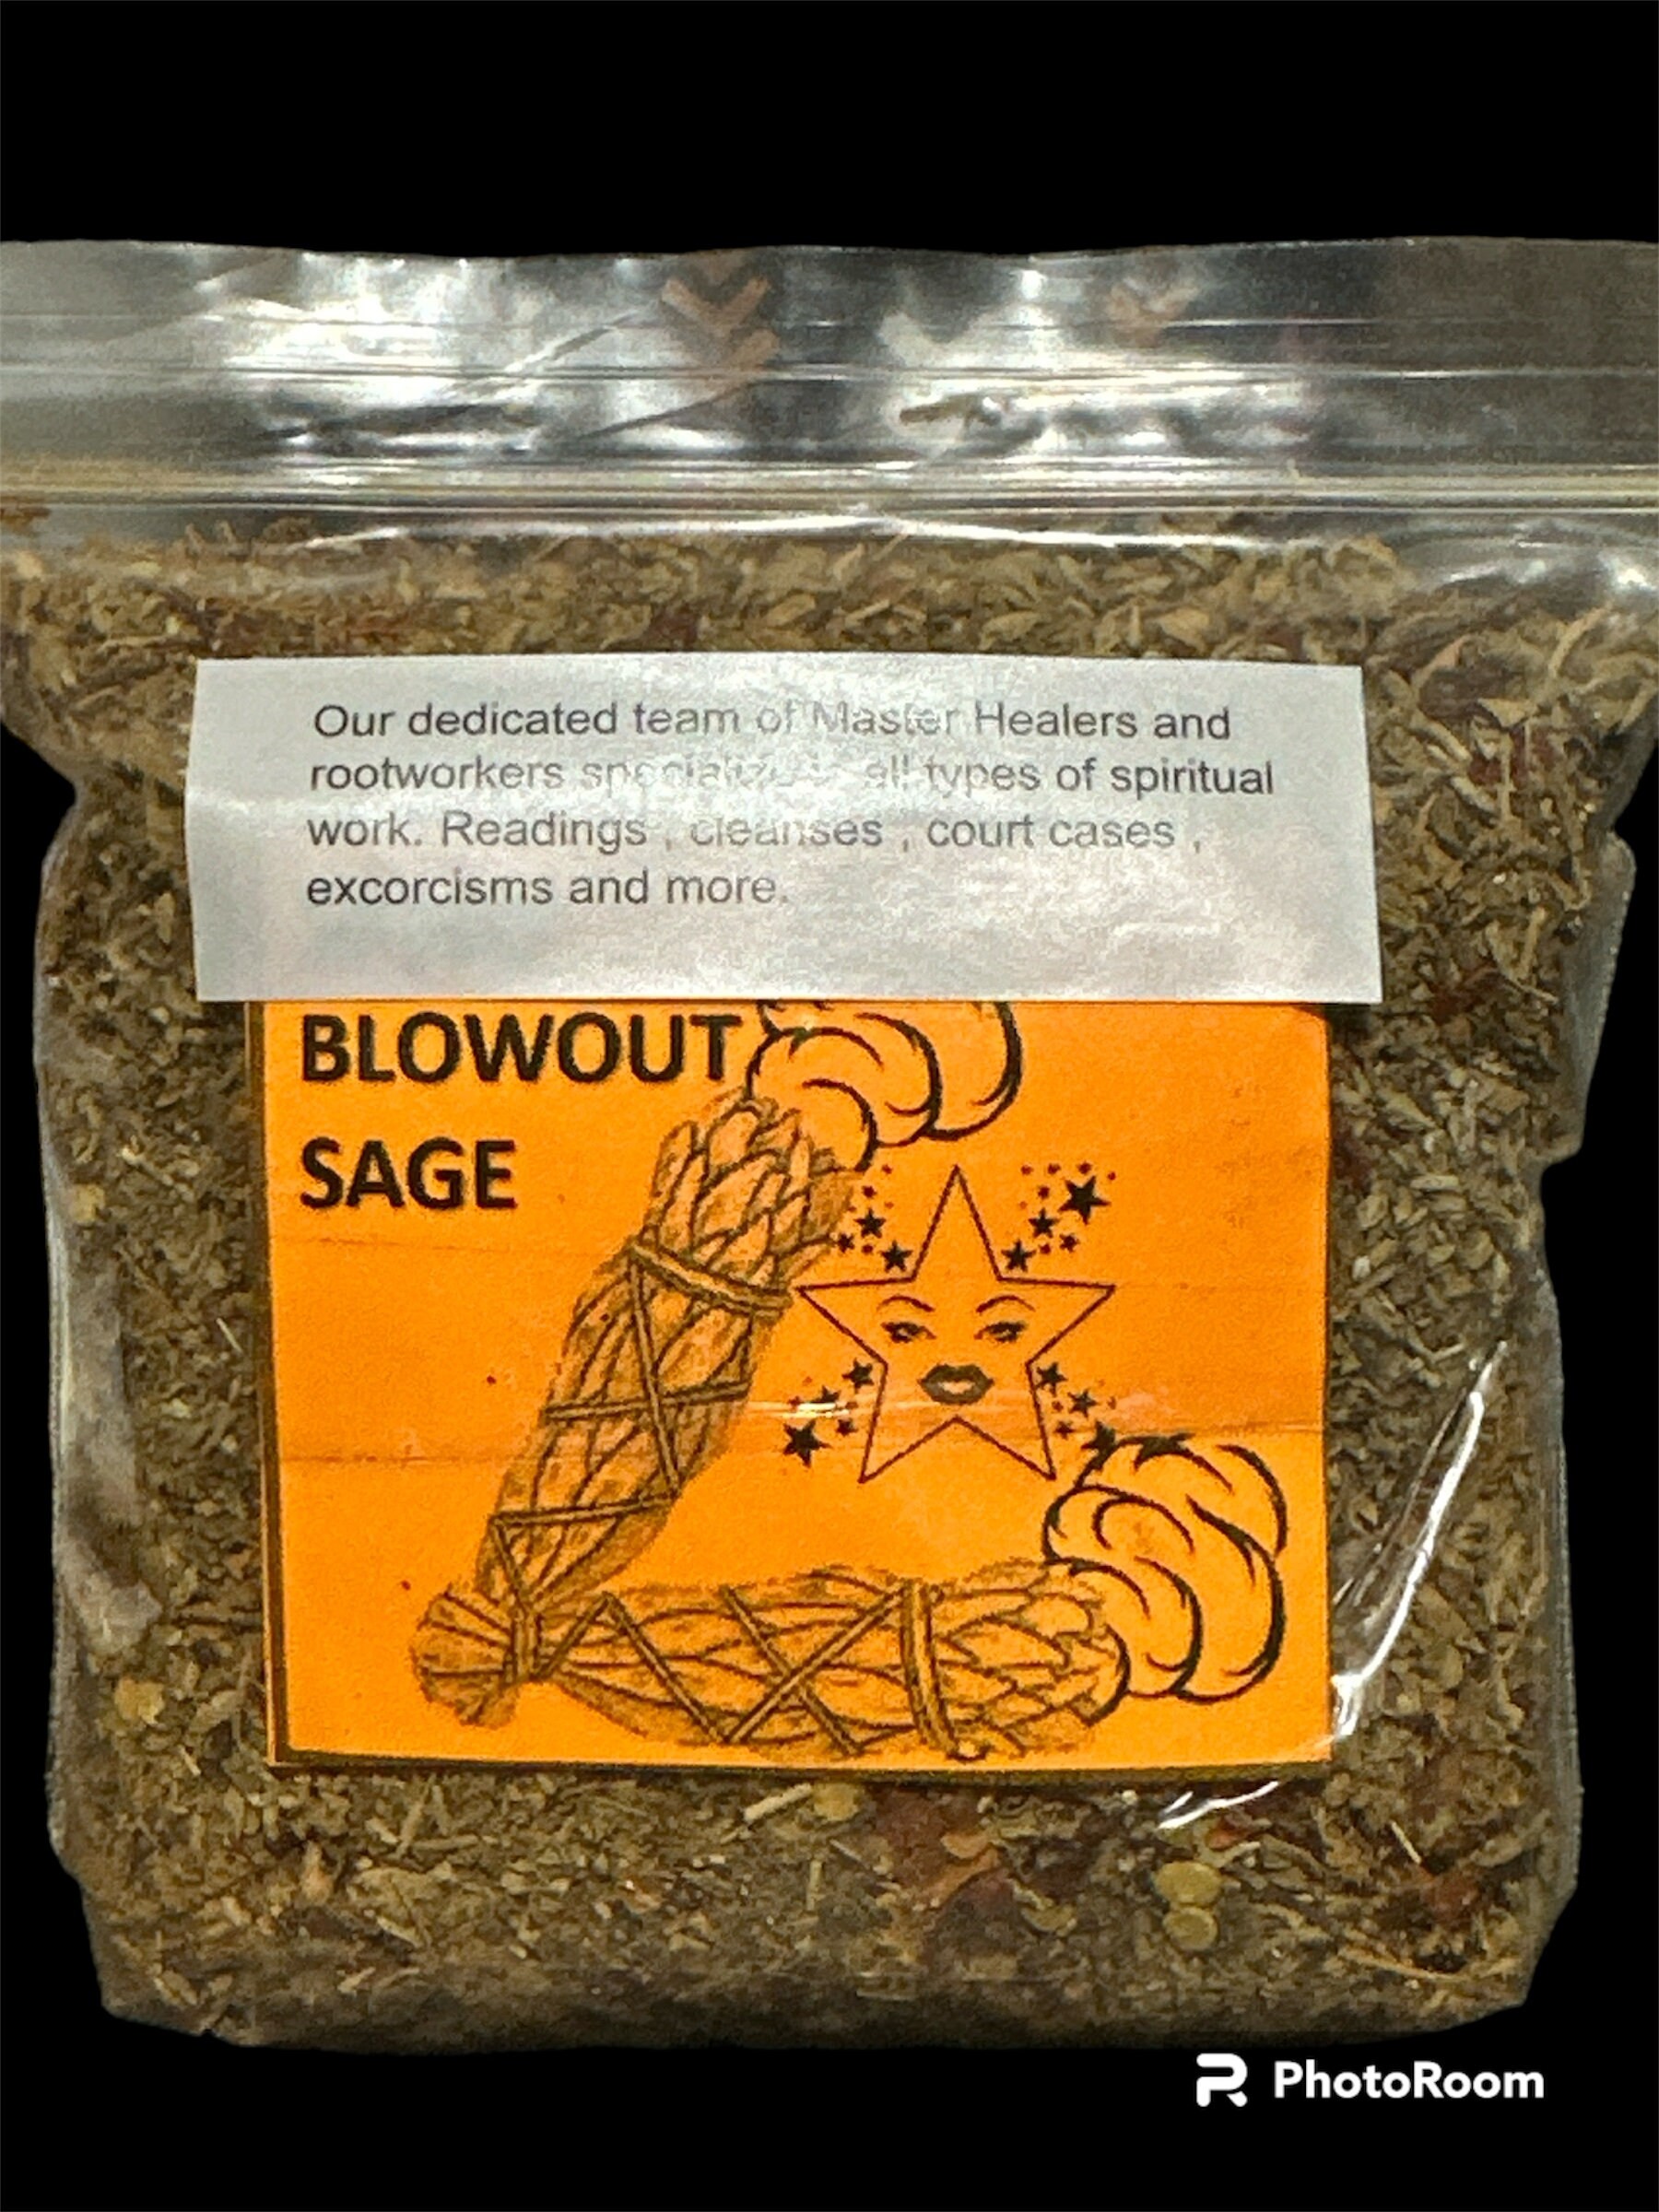 Our dedicated team of Master Healers and
rootworkers specialize in all types of spiritual
work. Readings , cleanses , court cases ,
excorcisms and more.
BLOWOUT
SAGE
PhotoRoom